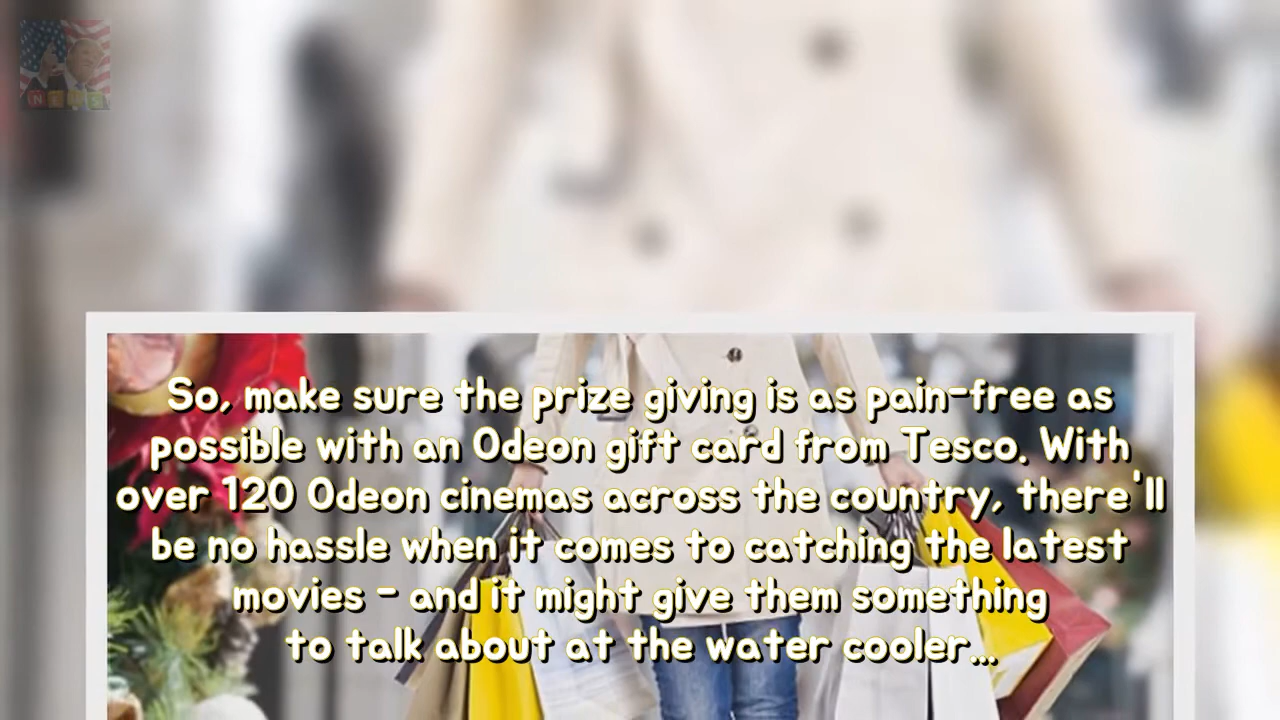 NEWS
So, make sure the prize giving is as pain-free as
possible with an Odeon gift card from Tesco. With
over 120 Odeon cinemas across the country, there'll
be no hassle when it comes to catching the latest
movies - and it might give them something
to talk about at the water cooler...